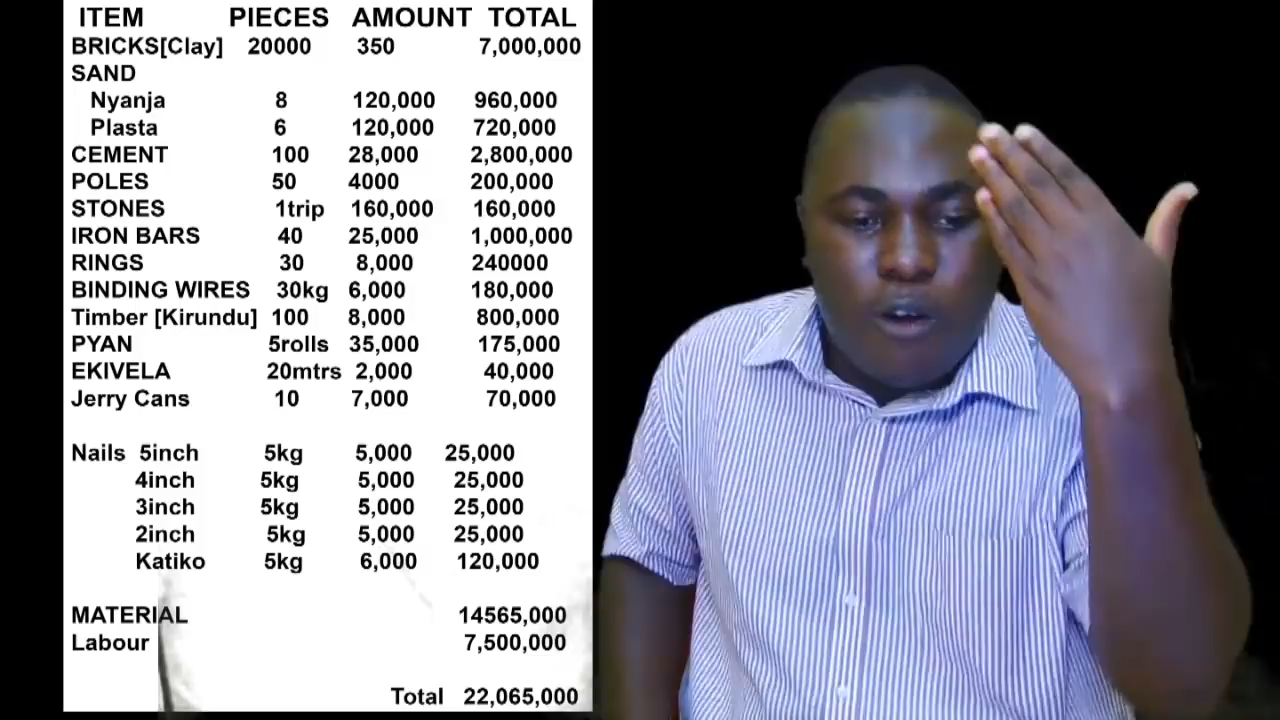 ITEM PIECES AMOUNT TOTAL
BRICKS[Clay] 20000 350 7,000,000
SAND
Nyanja 8 120,000 960,000
Plasta 6 120,000 720,000
CEMENT 100 28,000 2,800,000
POLES 50 4000 200,000
STONES 1trip 160,000 160,000
IRON BARS 40 25,000 1,000,000
RINGS 30 8,000 240000
BINDING WIRES 30kg 6,000 180,000
Timber [Kirundu] 100 8,000 800,000
PYAN 5rolls 35,000 175,000
EKIVELA 20mtrs 2,000 40,000
Jerry Cans 10 7,000 70,000
Nails 5inch 5kg 5,000 25,000
4inch 5kg 5,000 25,000
3inch 5kg 5,000 25,000
2inch 5kg 5,000 25,000
Katiko 5kg 6,000 120,000
MATERIAL 14565,000
Labour 7,500,000
Total 22,065,000